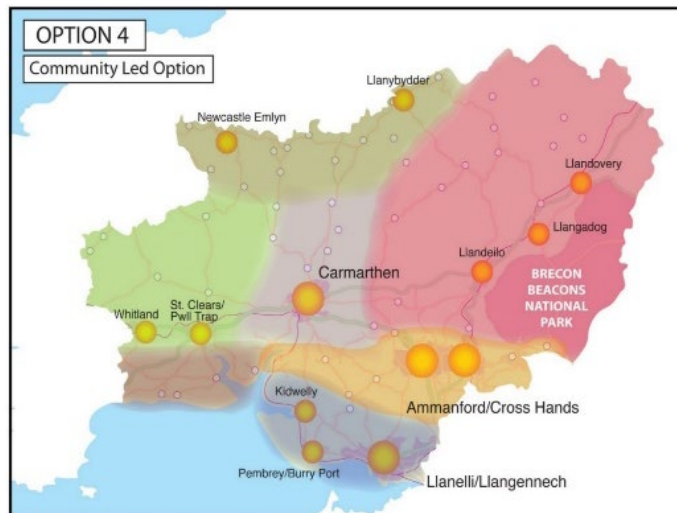 OPTION 4
Community Led Option
Llanybydder
Newcastle Emlyn
Llandovery
Llangadog
Llandeilo
Carmarthen
BRECON
BEACONS
NATIONAL
PARK
St. Clears/
Pwll Trap
Whitland
Kidwelly
Ammanford/Cross Hands
Pembrey/Burry Port
Llanelli/Llangennech